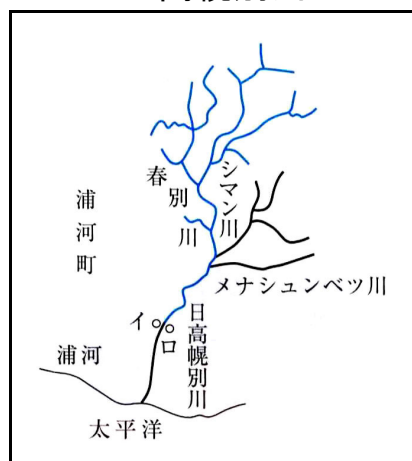 春別川
シマン川
浦河町
メナシュンベツ川
イ
ロ
日高幌別川
浦河
太平洋